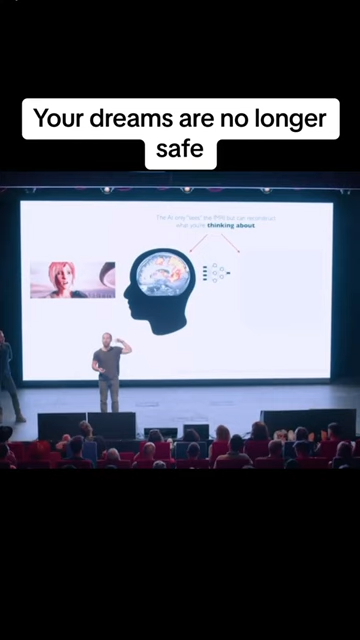 Your dreams are no longer
safe
The AI only "sees" the fMRI but can reconstruct
what you're thinking about